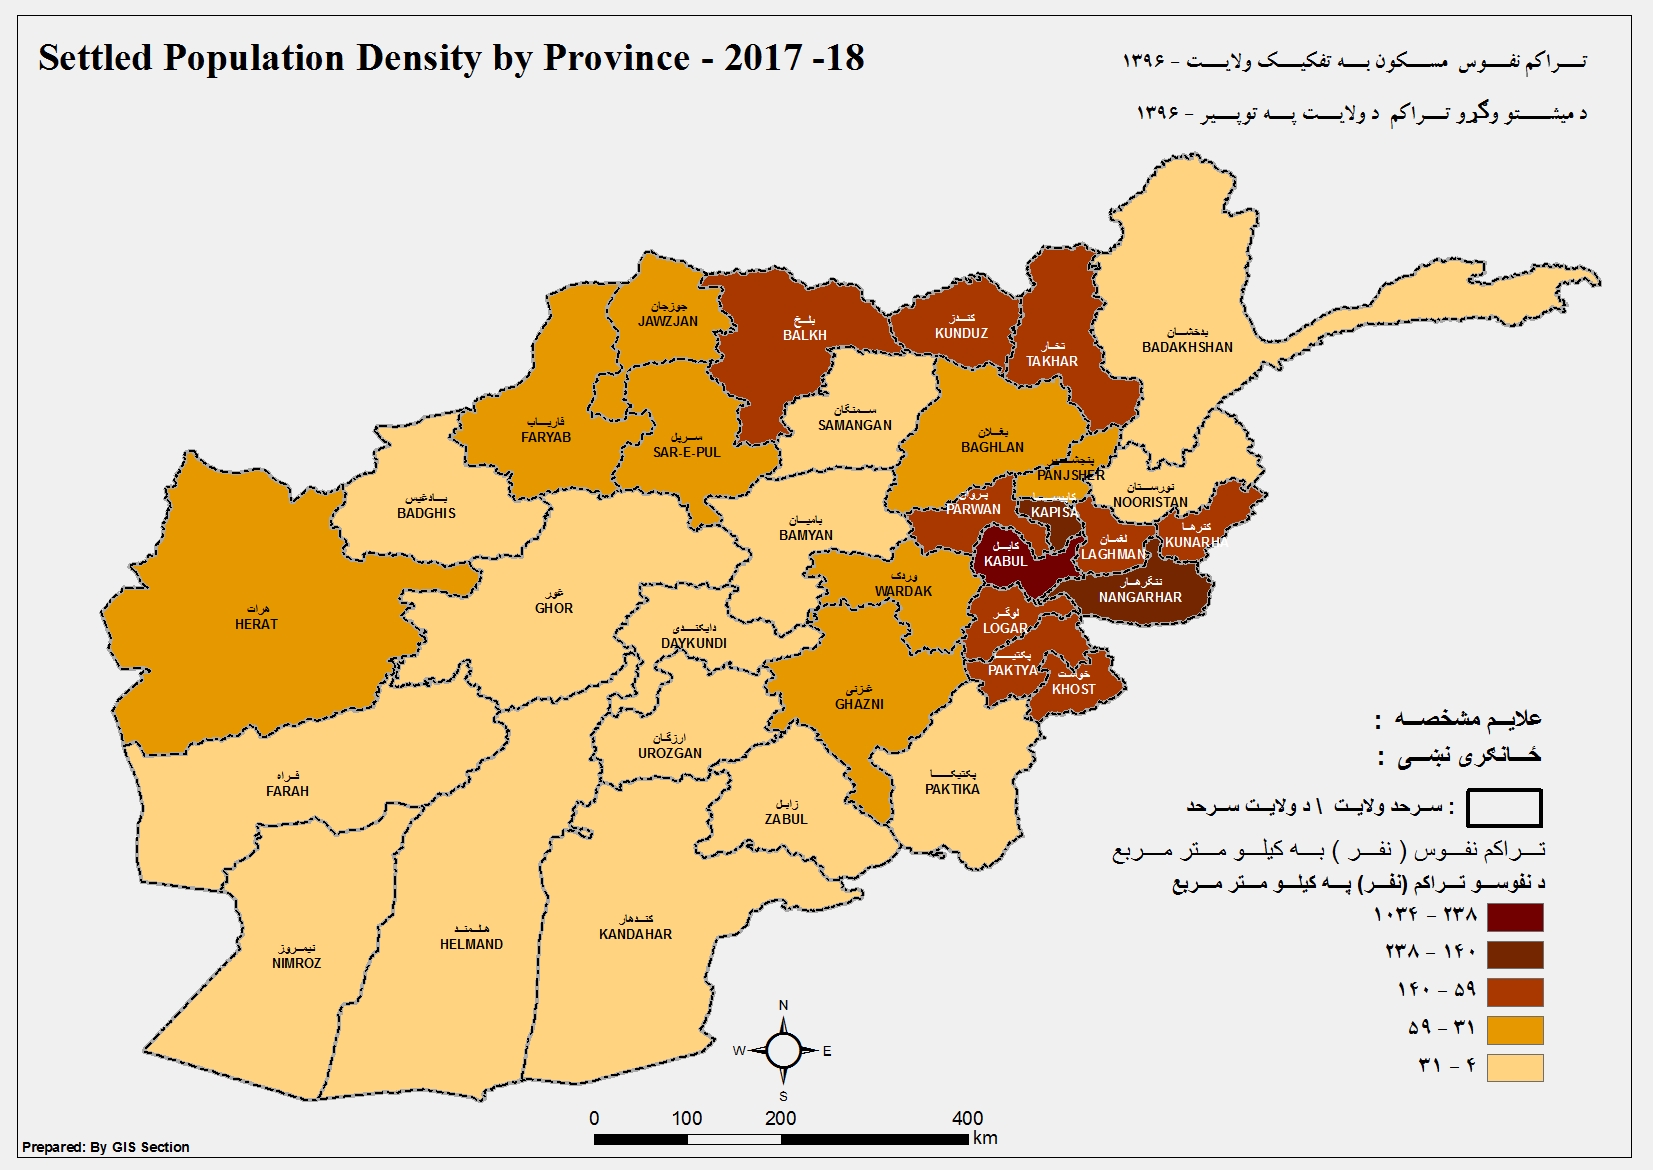 Settled Population Density by Province - 2017 -18
تراکم نفوس مسکون به تفکیک ولایت - ۱۳۹۶
د میشتو وګړو تراکم د ولایت په توپیر - ۱۳۹۶
بدخشان
BADAKHSHAN
جوزجان
JAWZJAN
بلخ
BALKH
کندز
KUNDUZ
تخار
TAKHAR
فاریاب
FARYAB
سرپل
SAR-E-PUL
سمنگان
SAMANGAN
بغلان
BAGHLAN
پنجشیر
PANJSHER
نورستان
NOORISTAN
بادغیس
BADGHIS
بامیان
BAMYAN
پروان
PARWAN
کاپیسا
KAPISA
کابل
KABUL
لغمان
LAGHMAN
کنرها
KUNARHA
ننگرهار
NANGARHAR
وردک
WARDAK
هرات
HERAT
غور
GHOR
دایکندی
DAYKUNDI
لوگر
LOGAR
پکتیا
PAKTYA
خواست
KHOST
غزنی
GHAZNI
ارزگان
UROZGAN
فراه
FARAH
زابل
ZABUL
پکتیکا
PAKTIKA
کندهار
KANDAHAR
هلمند
HELMAND
نیمروز
NIMROZ
علایم مشخصه :
ځانګړی نښی :
: سرحد ولایت \ د ولایت سرحد
تراکم نفوس ( نفر ) به کیلو متر مربع
د نفوسو تراکم (نفر) په کیلو متر مربع
۲۳۸ - ۱۰۳۴
۱۴۰ - ۲۳۸
۵۹ - ۱۴۰
۳۱ - ۵۹
۴ - ۳۱
N
W
E
S
0 100 200 400
km
Prepared: By GIS Section